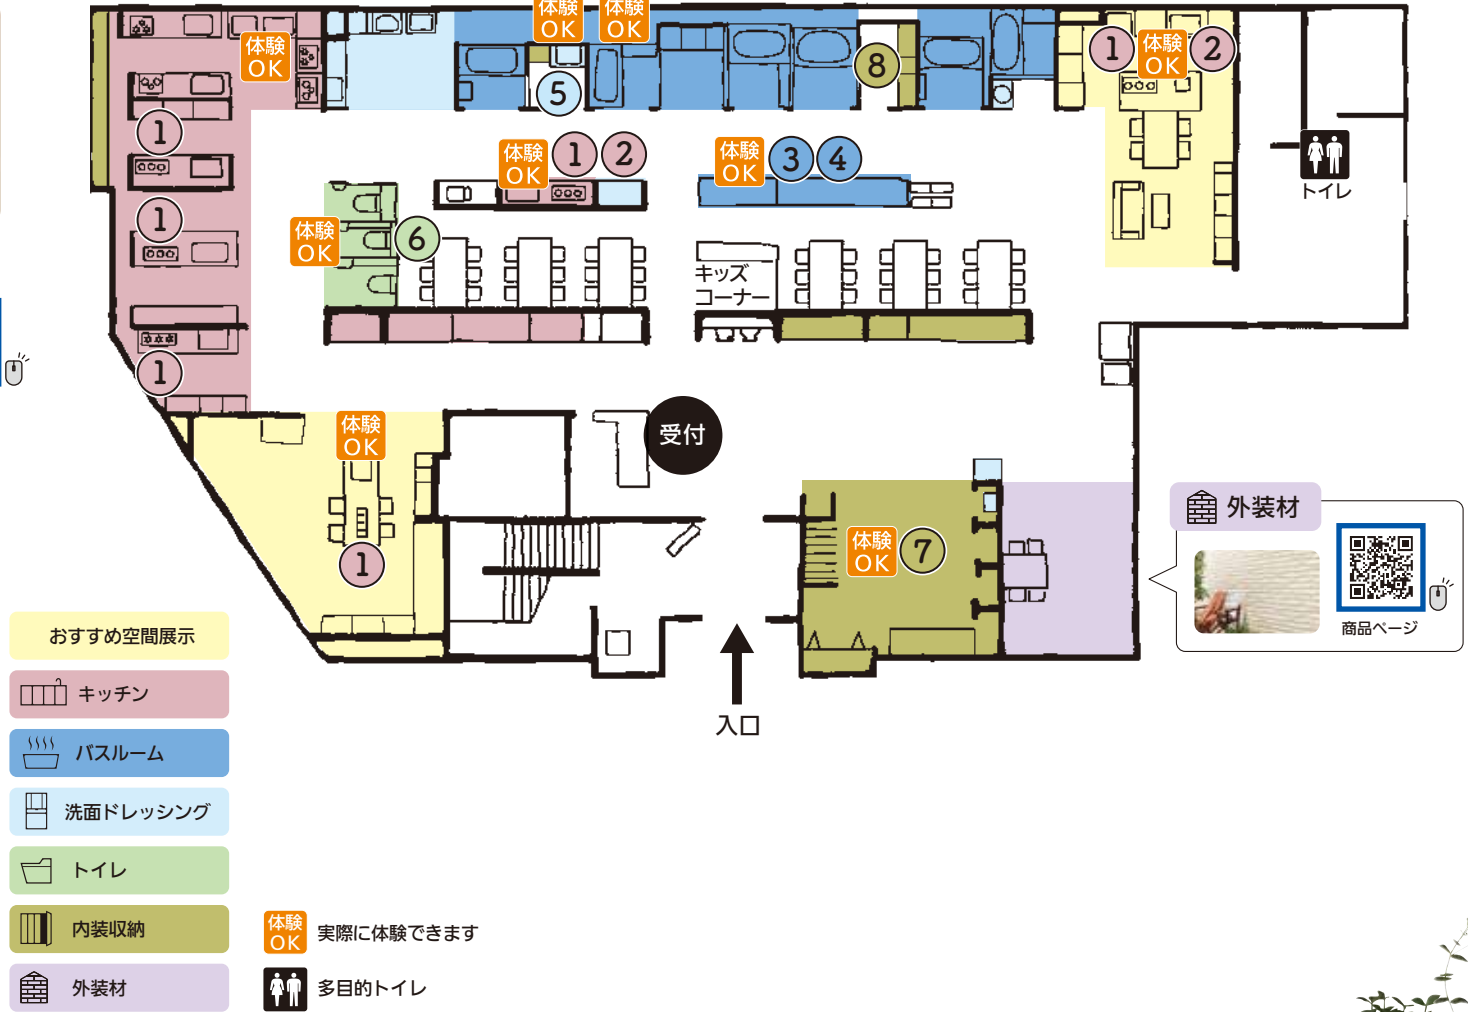 体験
OK
体験
OK
体験
OK
1
体験
OK
2
5
8
1
体験
OK
1
2
体験
OK
3
4
トイレ
1
体験
OK
6
キッズ
コーナー
1
体験
OK
受付
1
体験
OK
7
外装材
商品ページ
入口
おすすめ空間展示
キッチン
バスルーム
洗面ドレッシング
トイレ
内装収納
外装材
体験
OK
実際に体験できます
多目的トイレ